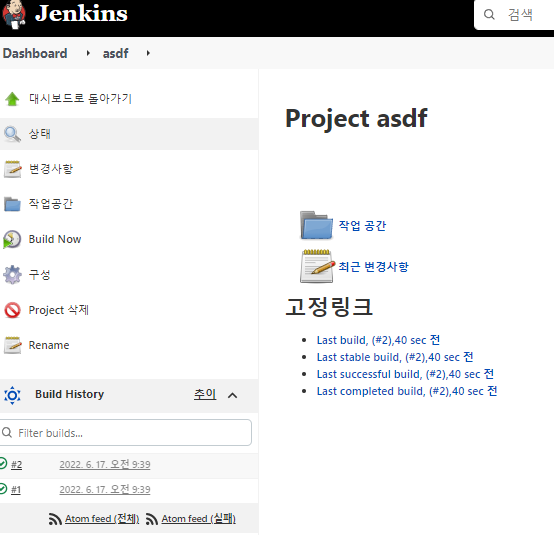 Jenkins
검색
Dashboard
asdf
대시보드로 돌아가기
상태
변경사항
작업공간
Build Now
구성
Project 삭제
Rename
Build History
추이
Filter builds...
#2 2022. 6. 17. 오전 9:39
#1 2022. 6. 17. 오전 9:39
Atom feed (전체) Atom feed (실패)
Project asdf
작업 공간
최근 변경사항
고정링크
Last build, (#2),40 sec 전
Last stable build, (#2),40 sec 전
Last successful build, (#2),40 sec 전
Last completed build, (#2),40 sec 전